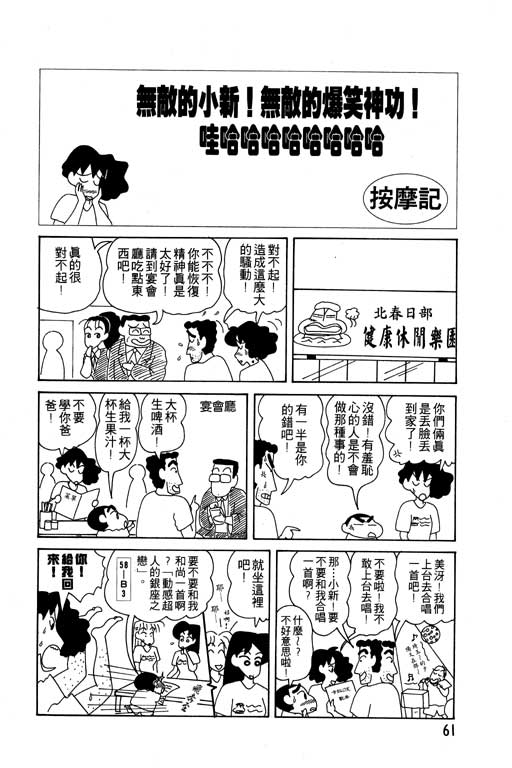 無敵的小新！無敵的爆笑神功！
哇哈哈哈哈哈哈哈哈
按摩記
北春日部
健康休閒樂園
對不起！
造成這麼大
的騷動！
不不不！
你能恢復
精神真是
太好了！
請到宴會
廳吃點東
西吧！
真的很
對不起！
你們倆真
是丟臉丟
到家了！
沒錯！有羞恥
心的人是不會
做那種事的！
有一半是你
的錯吧！
宴會廳
大杯
生啤酒！
給我一杯大
杯生果汁！
不要
學你爸
爸！
菜單
美冴！我們
上台去合唱
一首吧！
不要啦！我不
敢上台去唱！
那…小新！要
不要和我合唱
一首？
什麼~？
不好意思啦！
就坐這裡
吧！
要不要和我
和尚一首啊
？「動感超
人的銀座之
戀」。
58—B3
你！
給我回
來！
61